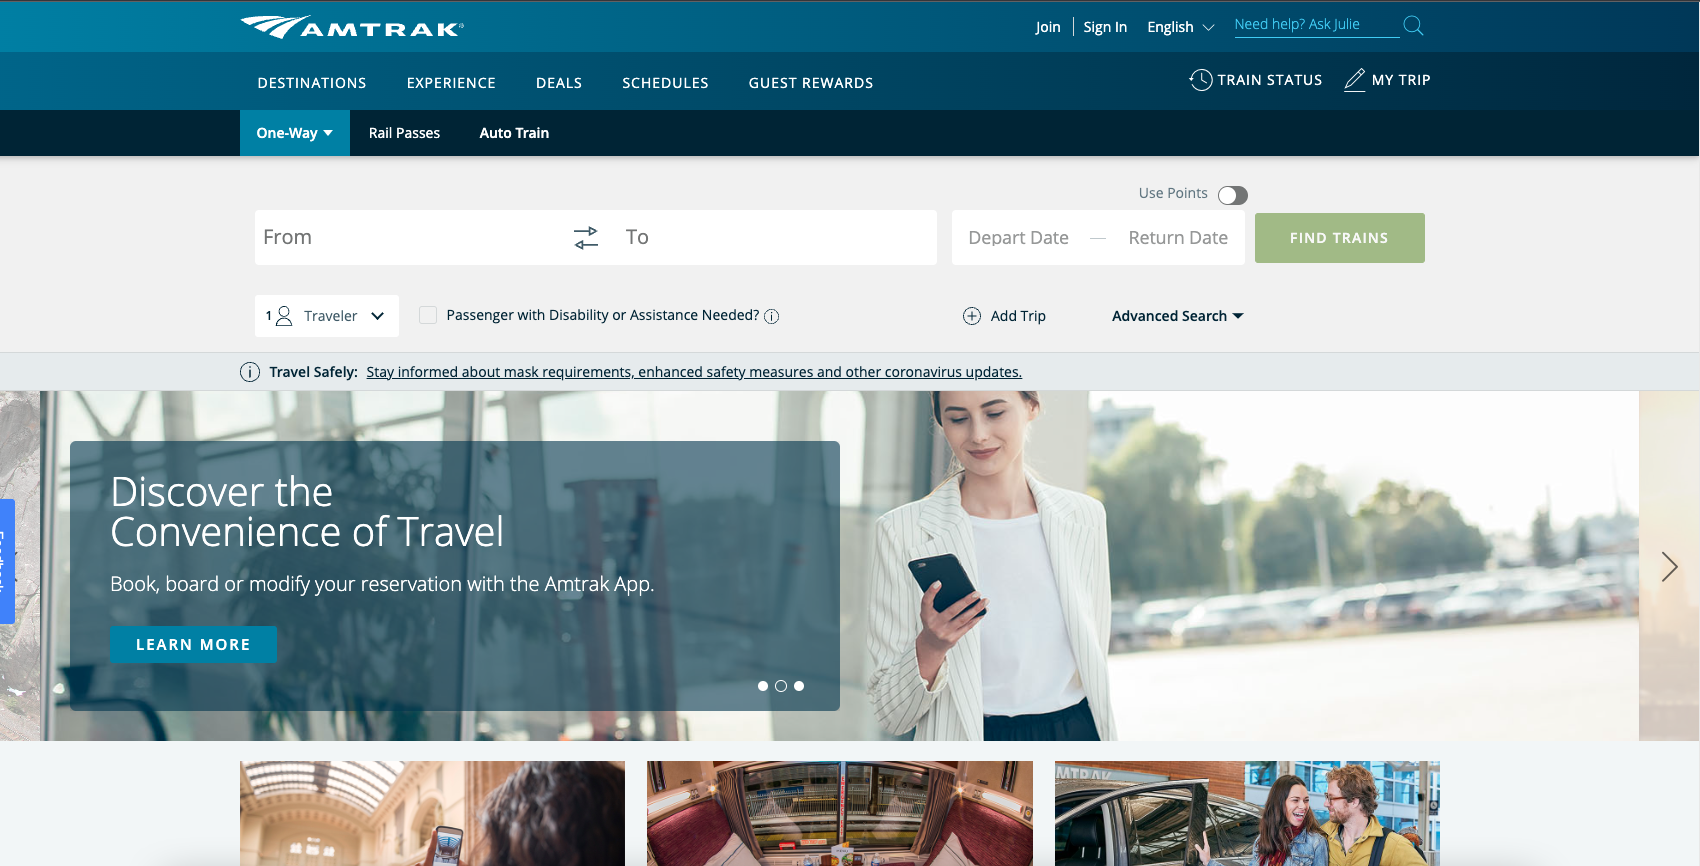 AMTRAK
Join
Sign In
English
Need help? Ask Julie
DESTINATIONS
EXPERIENCE
DEALS
SCHEDULES
GUEST REWARDS
TRAIN STATUS
MY TRIP
One-Way
Rail Passes
Auto Train
Use Points
From
To
Depart Date
Return Date
FIND TRAINS
1 Traveler
Passenger with Disability or Assistance Needed?
Add Trip
Advanced Search
Travel Safely: Stay informed about mask requirements, enhanced safety measures and other coronavirus updates.
Discover the
Convenience of Travel
Book, board or modify your reservation with the Amtrak App.
LEARN MORE
AMTRAK